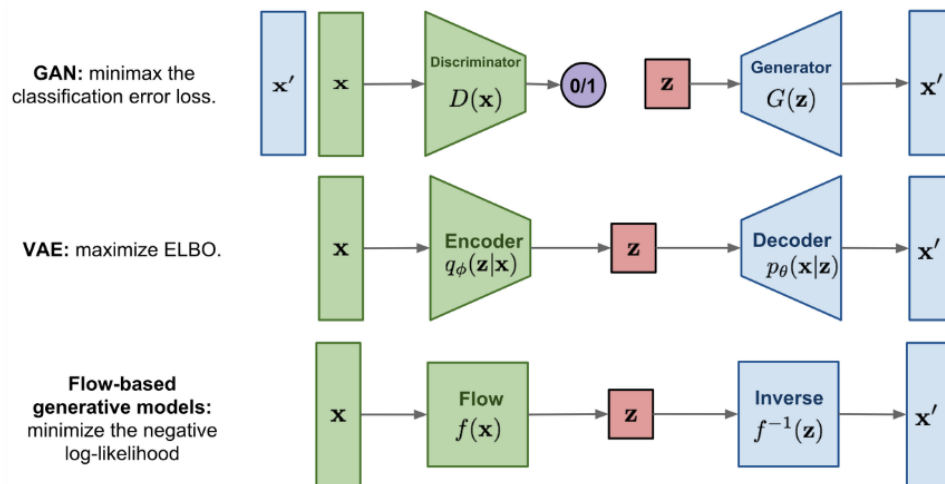 GAN: minimax the
classification error loss.
x′
x
Discriminator
D(x)
0/1
z
Generator
G(z)
x′
VAE: maximize ELBO.
x
Encoder
qϕ(z|x)
z
Decoder
pθ(x|z)
x′
Flow-based
generative models:
minimize the negative
log-likelihood
x
Flow
f(x)
z
Inverse
f⁻¹(z)
x′